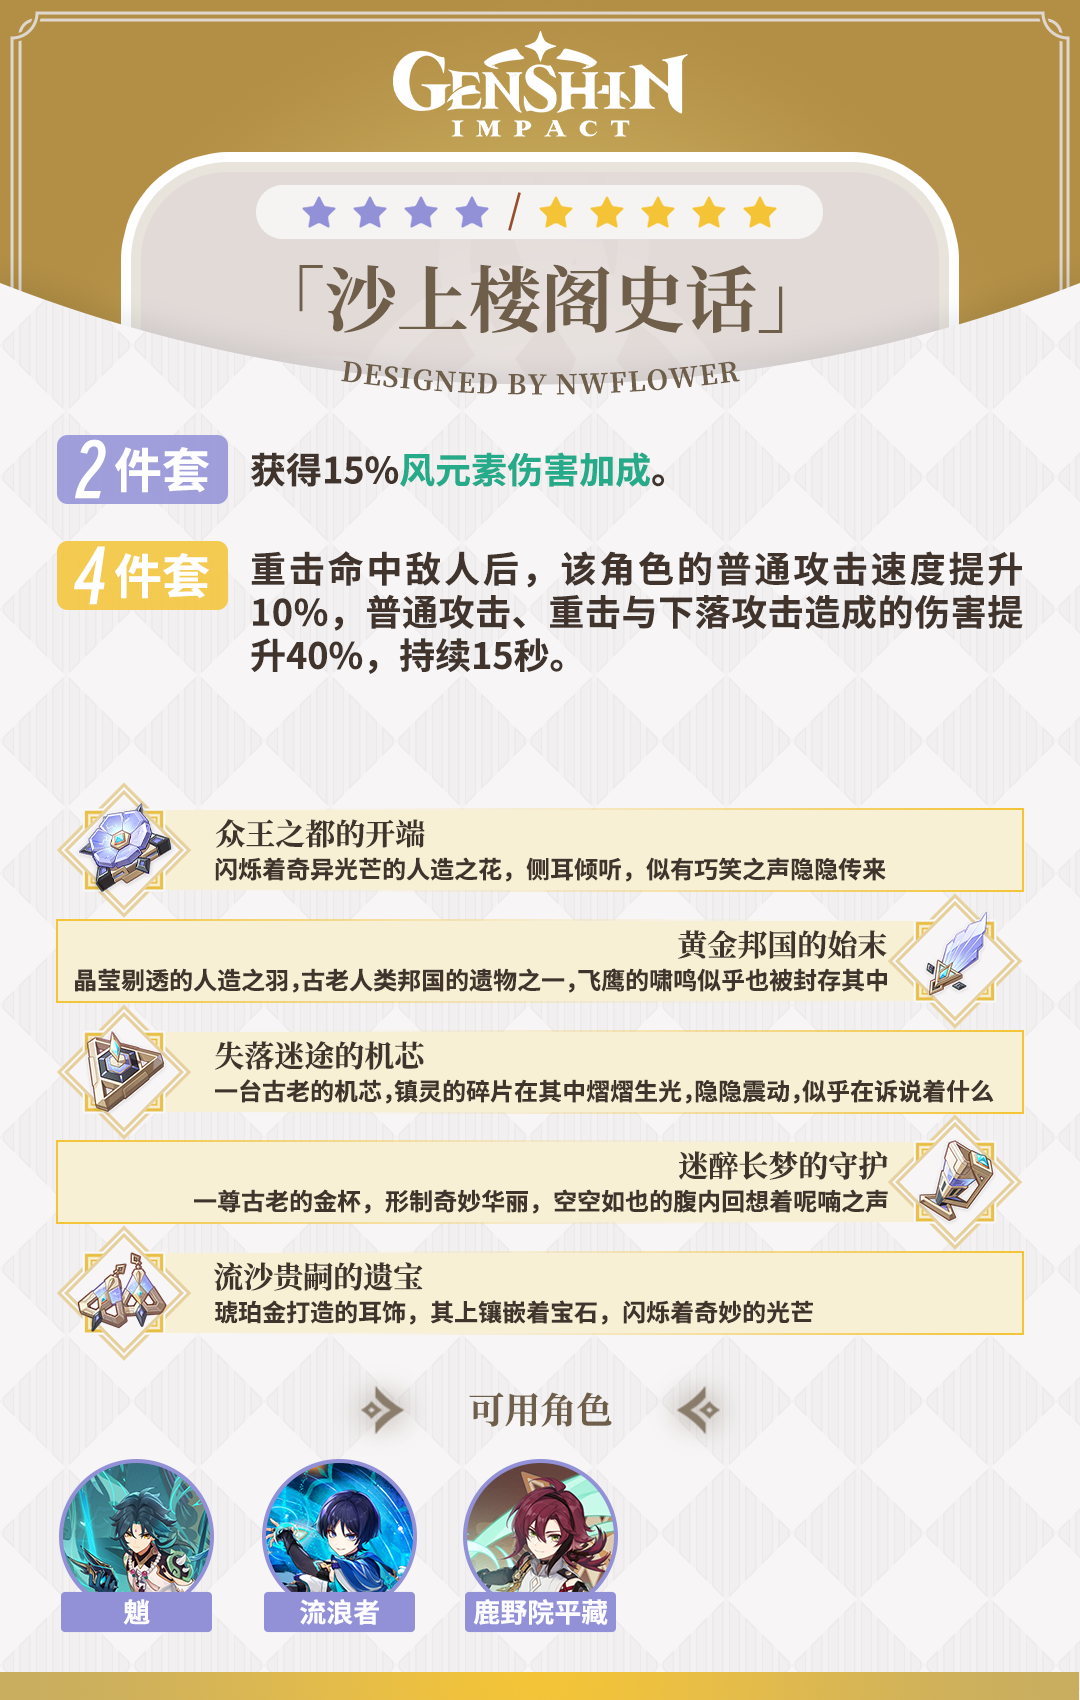 GENSHIN
IMPACT
「沙上楼阁史话」
DESIGNED BY NWFLOWER
2件套
获得15%风元素伤害加成。
4件套
重击命中敌人后，该角色的普通攻击速度提升
10%，普通攻击、重击与下落攻击造成的伤害提
升40%，持续15秒。
众王之都的开端
闪烁着奇异光芒的人造之花，侧耳倾听，似有巧笑之声隐隐传来
黄金邦国的始末
晶莹剔透的人造之羽,古老人类邦国的遗物之一,飞鹰的啸鸣似乎也被封存其中
失落迷途的机芯
一台古老的机芯,镇灵的碎片在其中熠熠生光,隐隐震动,似乎在诉说着什么
迷醉长梦的守护
一尊古老的金杯，形制奇妙华丽，空空如也的腹内回想着呢喃之声
流沙贵嗣的遗宝
琥珀金打造的耳饰，其上镶嵌着宝石，闪烁着奇妙的光芒
可用角色
魈
流浪者
鹿野院平藏